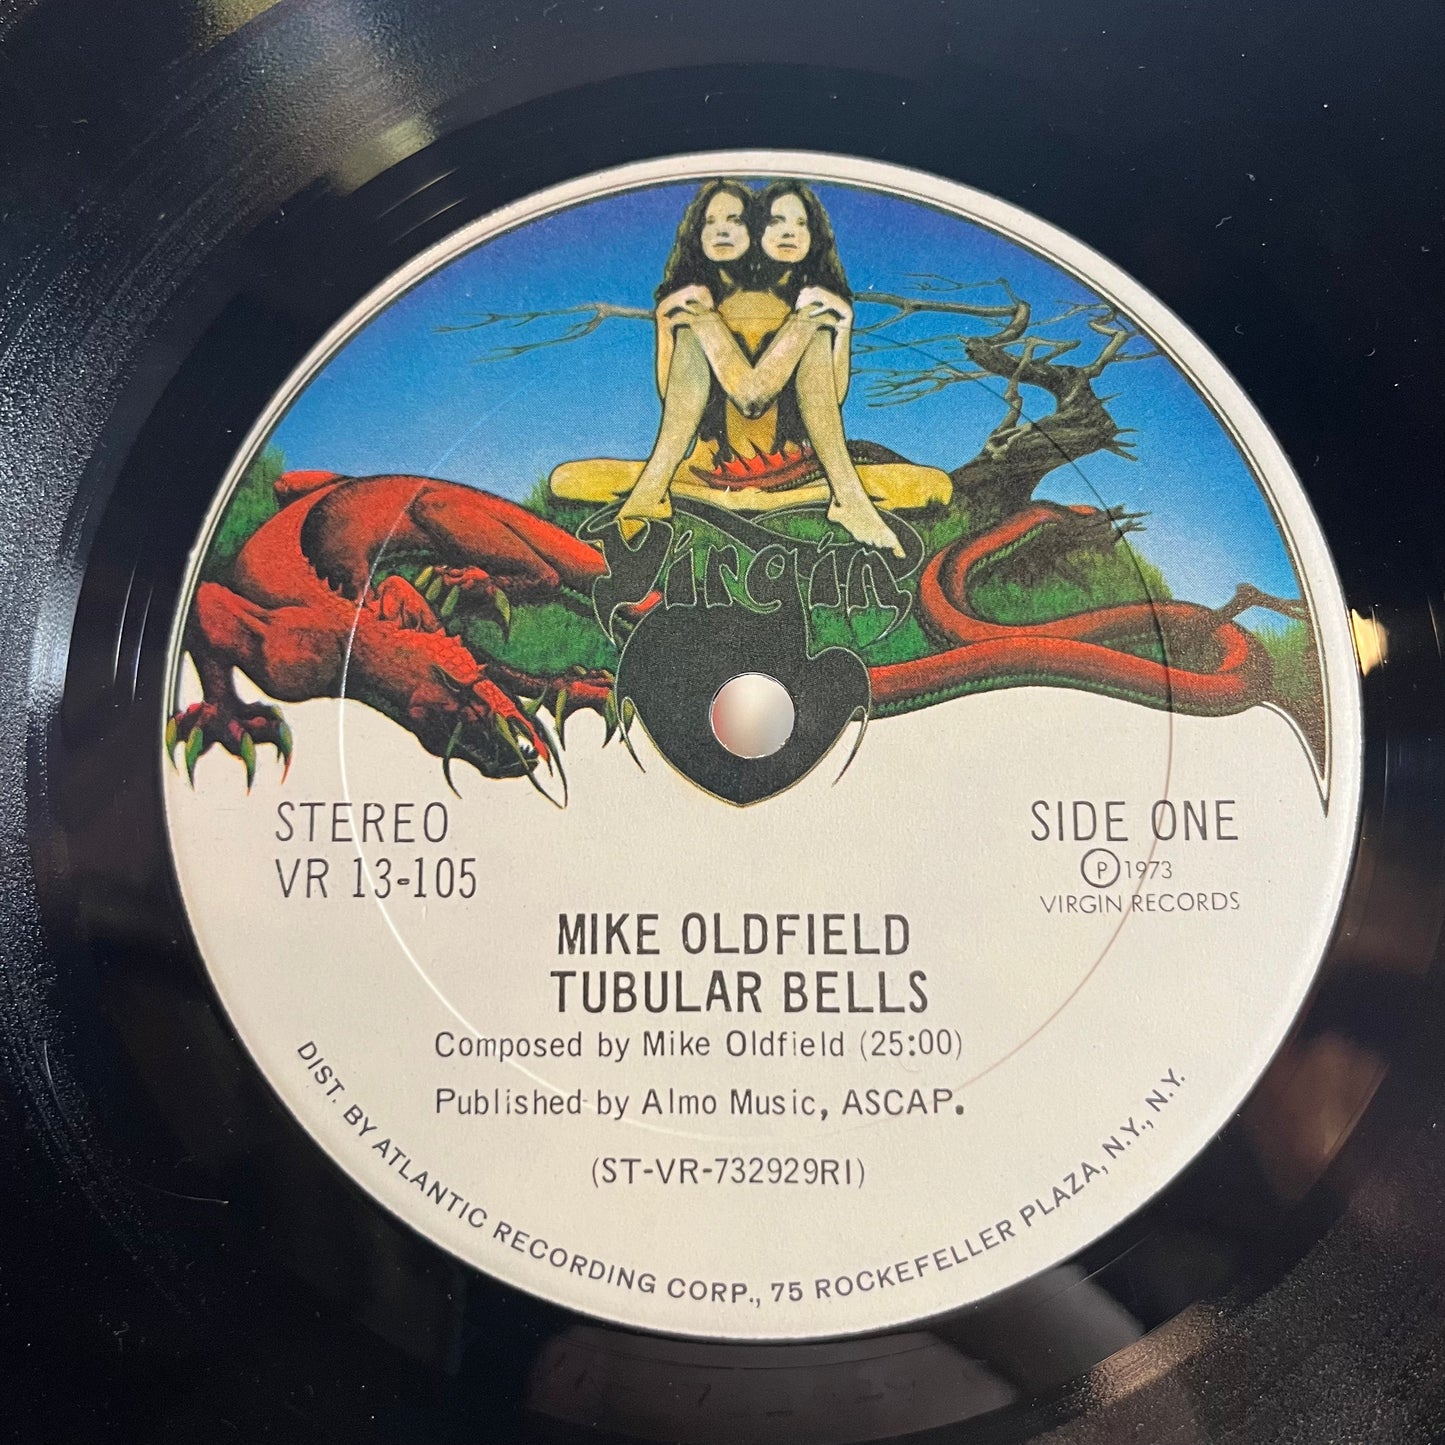 Virgin
STEREO
VR 13-105
SIDE ONE
Ⓟ 1973
VIRGIN RECORDS
MIKE OLDFIELD
TUBULAR BELLS
Composed by Mike Oldfield (25:00)
Published by Almo Music, ASCAP.
(ST-VR-732929RI)
DIST. BY ATLANTIC RECORDING CORP., 75 ROCKEFELLER PLAZA, N.Y., N.Y.